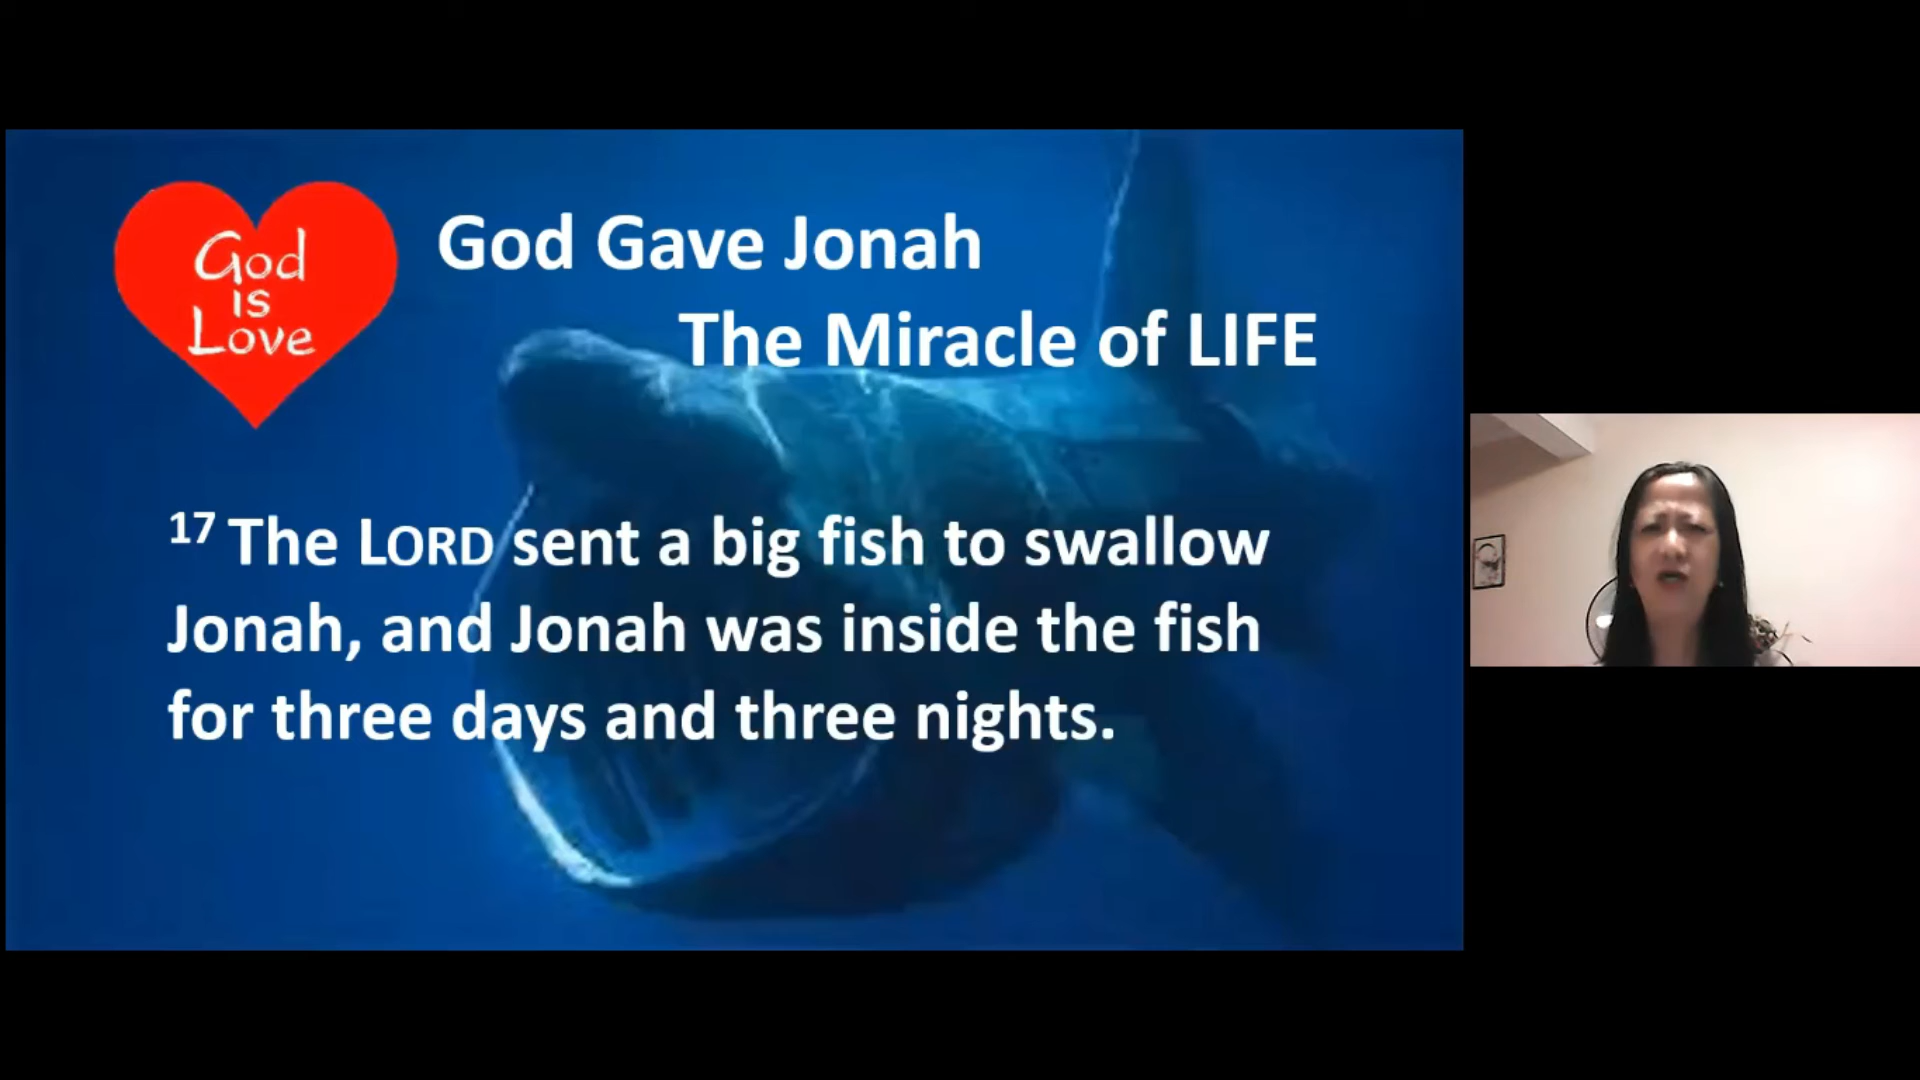 God
is
Love
God Gave Jonah
The Miracle of LIFE
17 The LORD sent a big fish to swallow
Jonah, and Jonah was inside the fish
for three days and three nights.